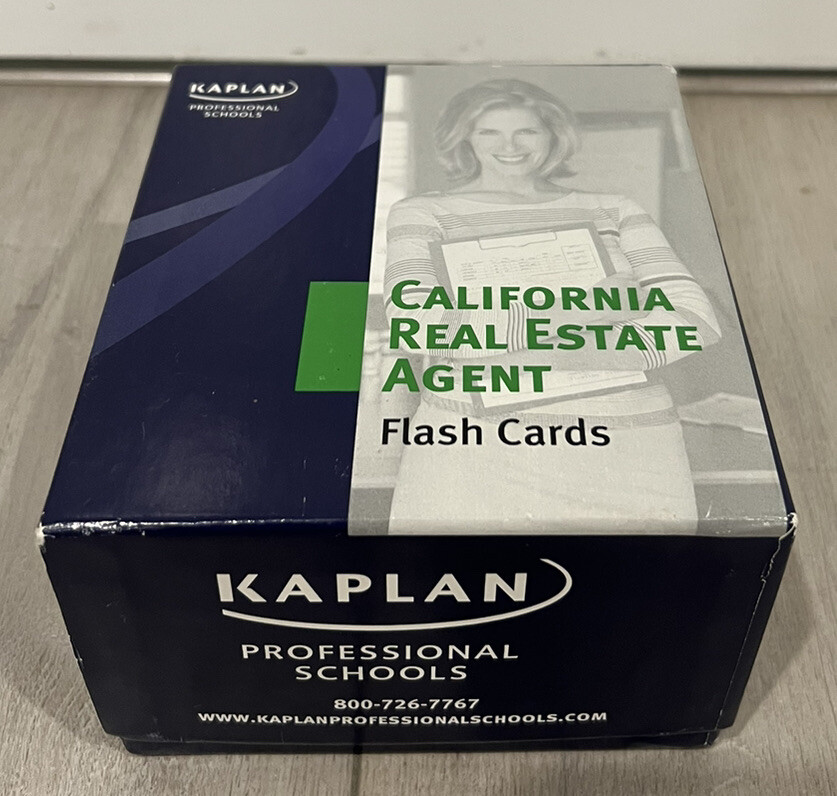 KAPLAN
PROFESSIONAL
SCHOOLS
CALIFORNIA
REAL ESTATE
AGENT
Flash Cards
KAPLAN
PROFESSIONAL
SCHOOLS
800-726-7767
WWW.KAPLANPROFESSIONALSCHOOLS.COM